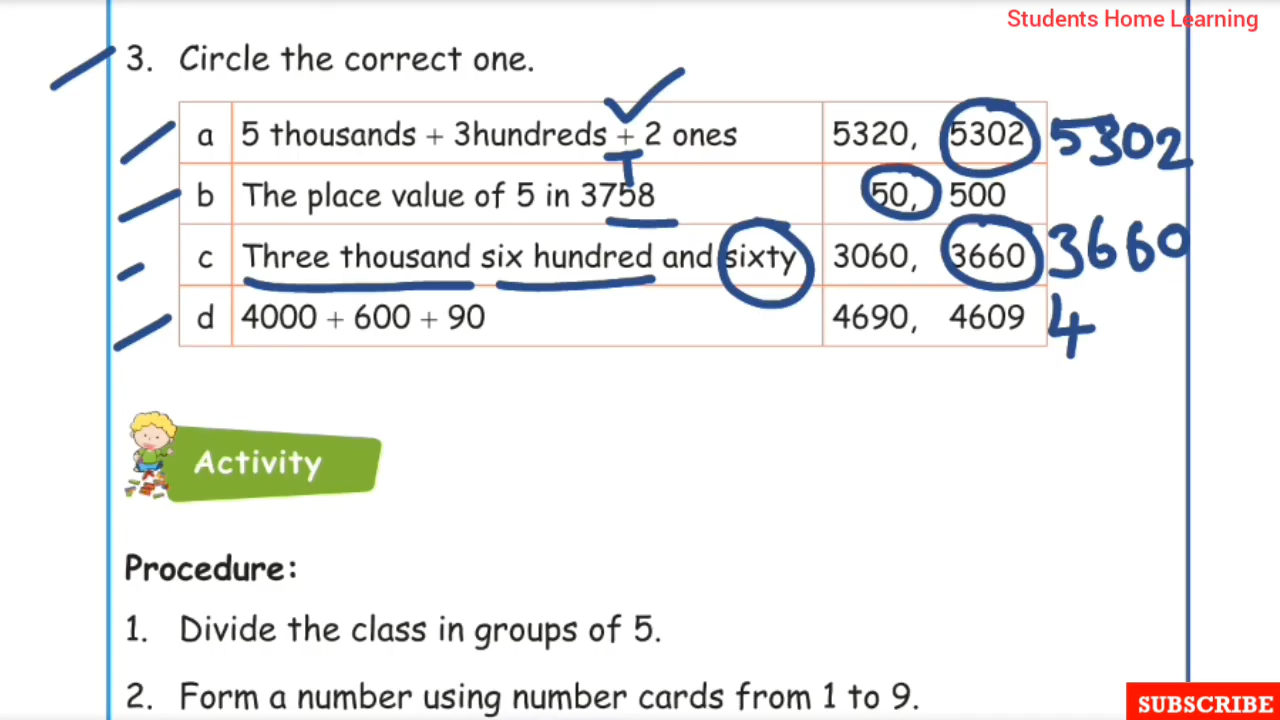 Students Home Learning
3. Circle the correct one.
a 5 thousands + 3hundreds + 2 ones 5320, 5302 5302
T
b The place value of 5 in 3758 50, 500
c Three thousand six hundred and sixty 3060, 3660 3660
d 4000 + 600 + 90 4690, 4609 4
Activity
Procedure:
1. Divide the class in groups of 5.
2. Form a number using number cards from 1 to 9.
SUBSCRIBE